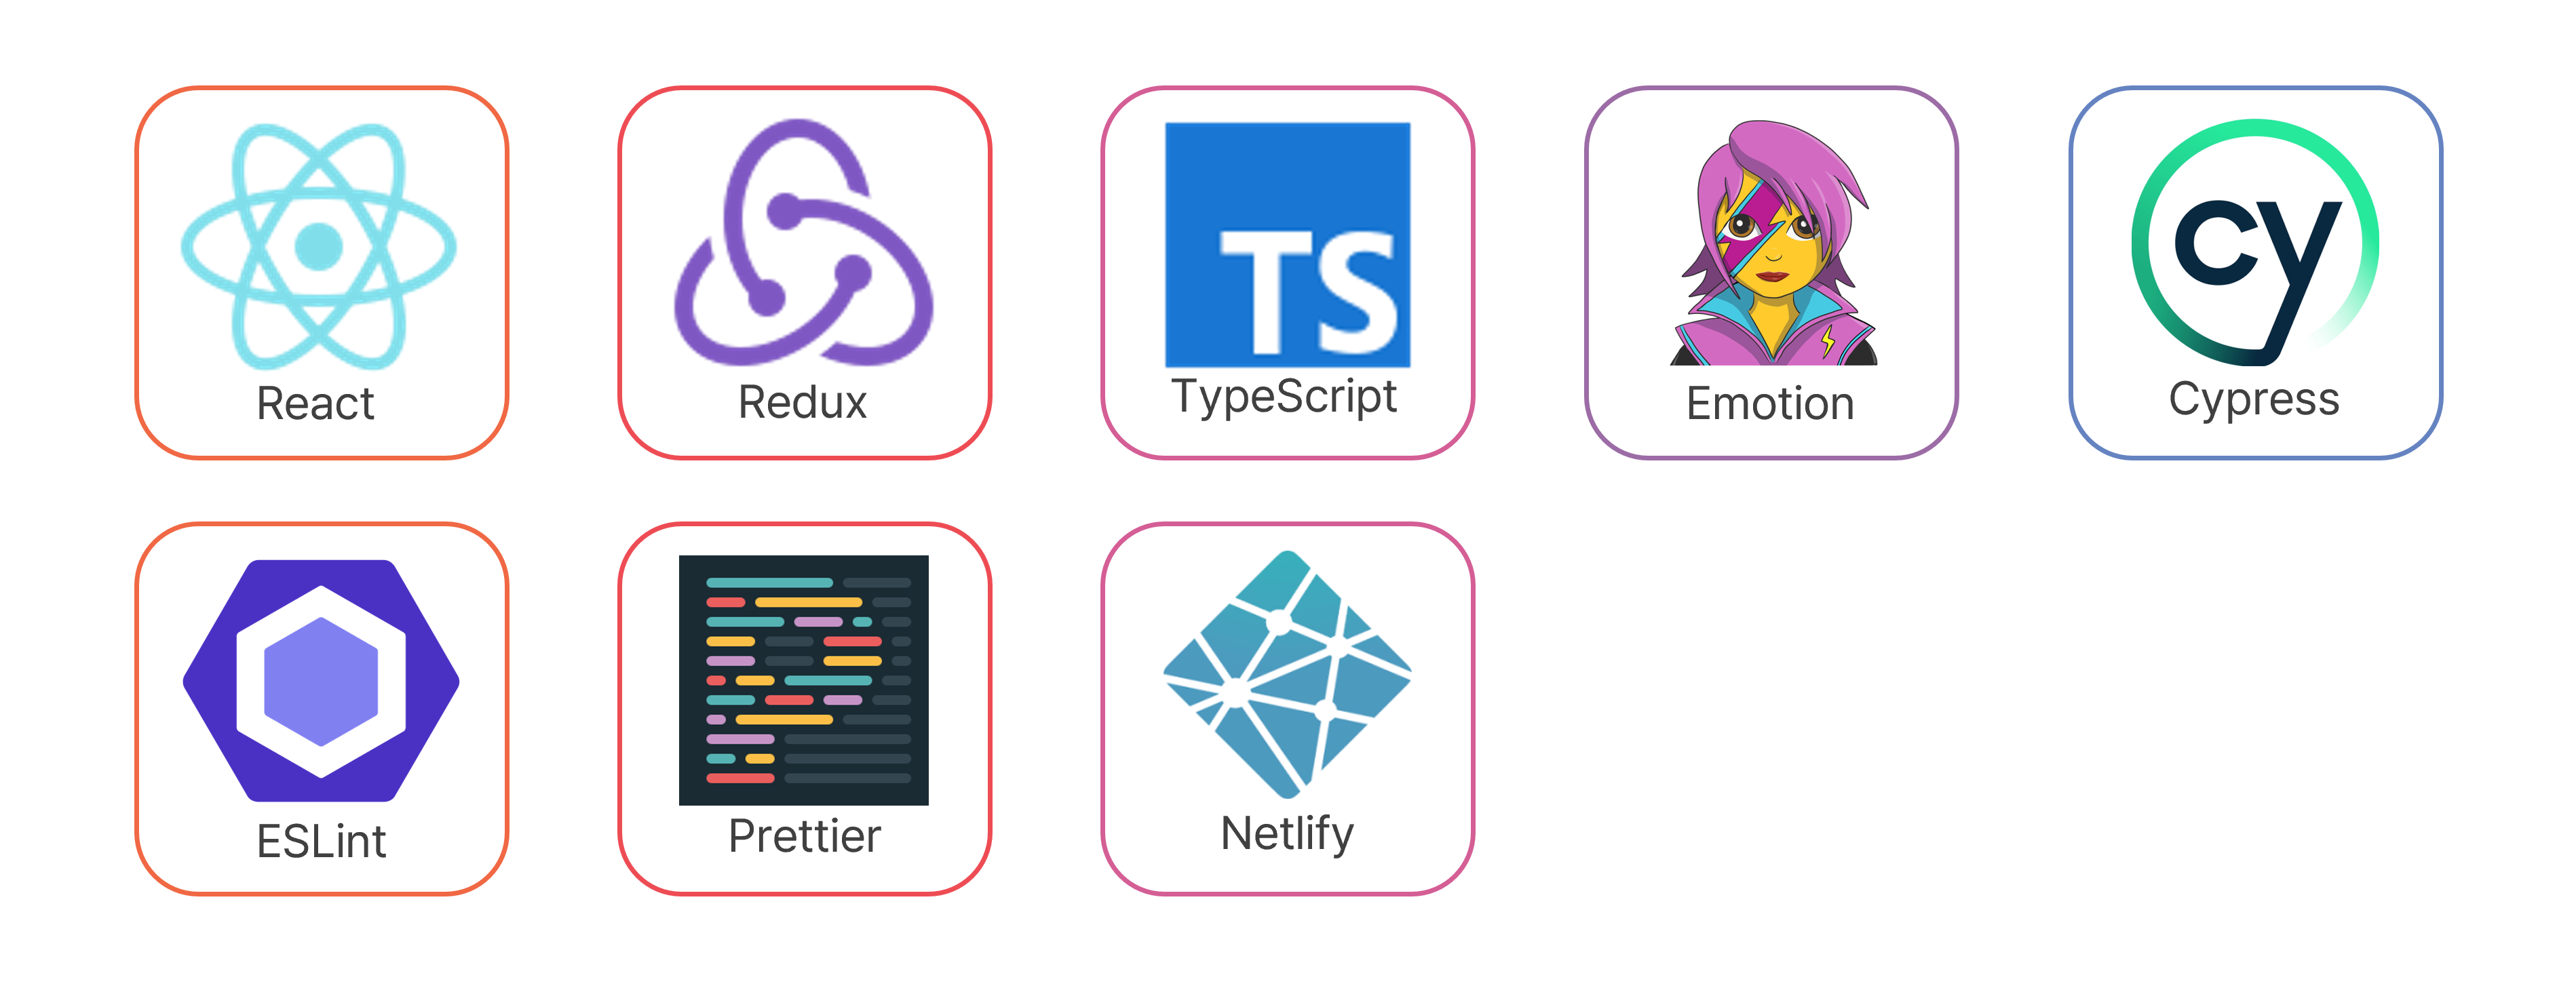 TS
cy
React
Redux
TypeScript
Emotion
Cypress
ESLint
Prettier
Netlify